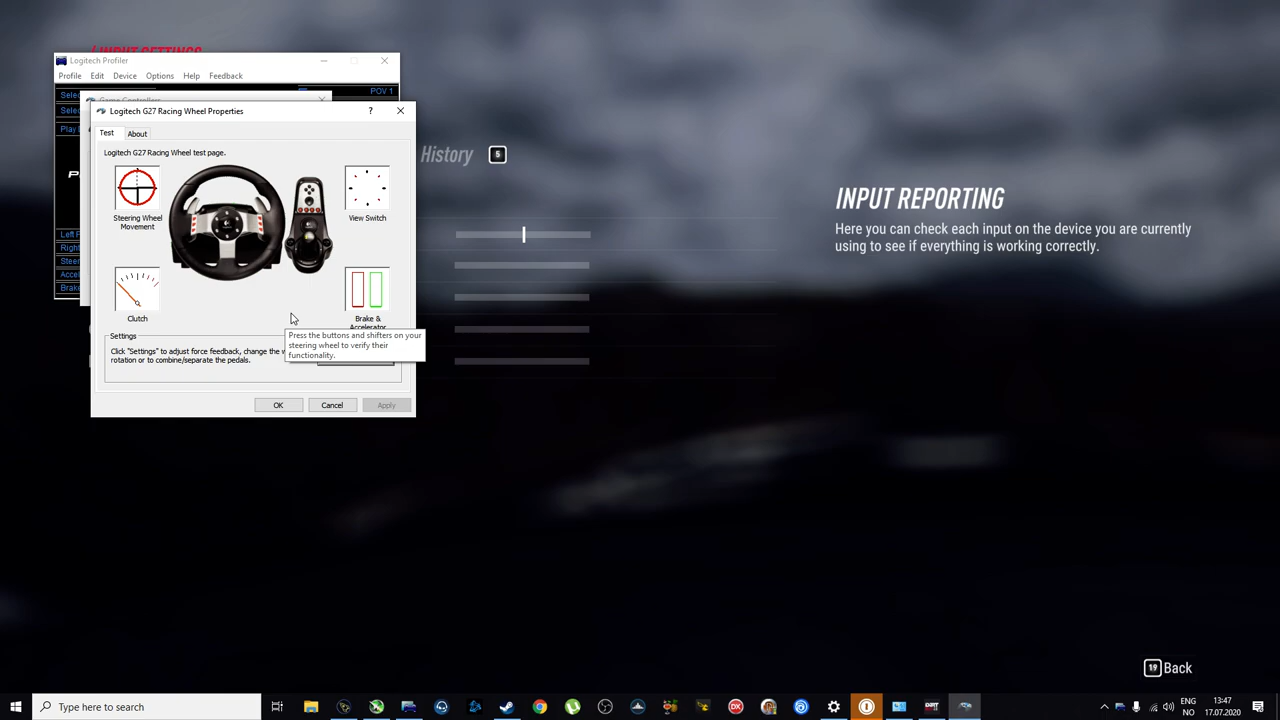 INPUT SETTINGS
Logitech Profiler
Profile Edit Device Options Help Feedback
POV 1
Game Controllers
Logitech G27 Racing Wheel Properties
?
Test About
Logitech G27 Racing Wheel test page.
Steering Wheel
Movement
View Switch
Clutch
Brake &
Accelerator
Settings
Click "Settings" to adjust force feedback, change the
rotation or to combine/separate the pedals.
Press the buttons and shifters on your
steering wheel to verify their
functionality.
OK Cancel Apply
History 5
INPUT REPORTING
Here you can check each input on the device you are currently
using to see if everything is working correctly.
19 Back
Type here to search
DX
DiRT
ENG
NO
13:47
17.07.2020